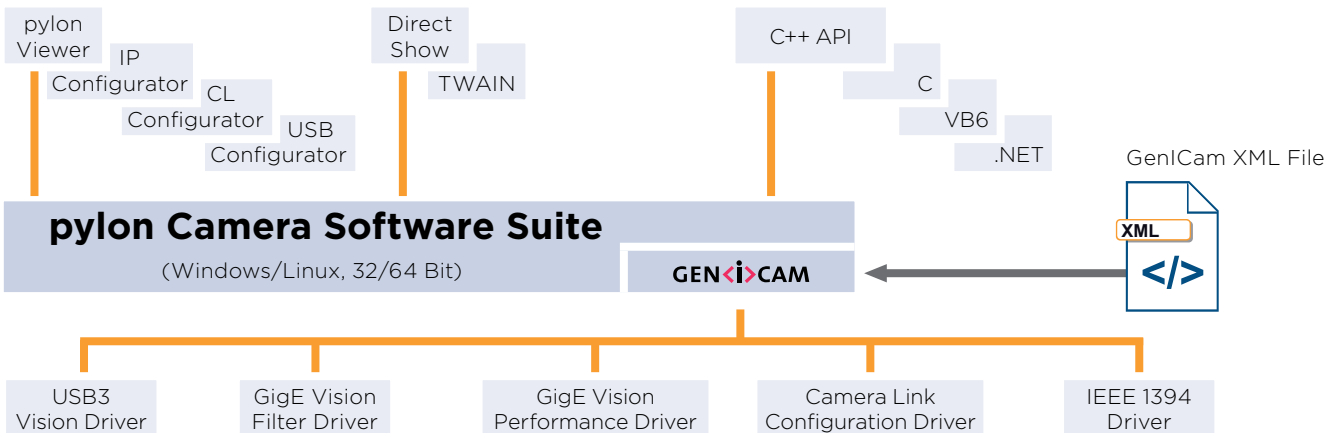 pylon
Viewer
IP
Configurator
CL
Configurator
USB
Configurator
Direct
Show
TWAIN
C++ API
C
VB6
.NET
GenICam XML File
XML
</>
pylon Camera Software Suite
(Windows/Linux, 32/64 Bit)
GEN<i>CAM
USB3
Vision Driver
GigE Vision
Filter Driver
GigE Vision
Performance Driver
Camera Link
Configuration Driver
IEEE 1394
Driver